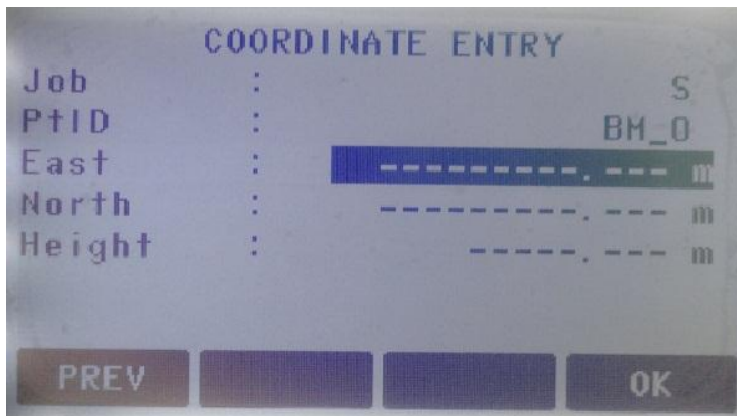 COORDINATE ENTRY
Job : S
PtID : BM_0
East : ---------.--- m
North : ---------.--- m
Height : -----.--- m
PREV OK